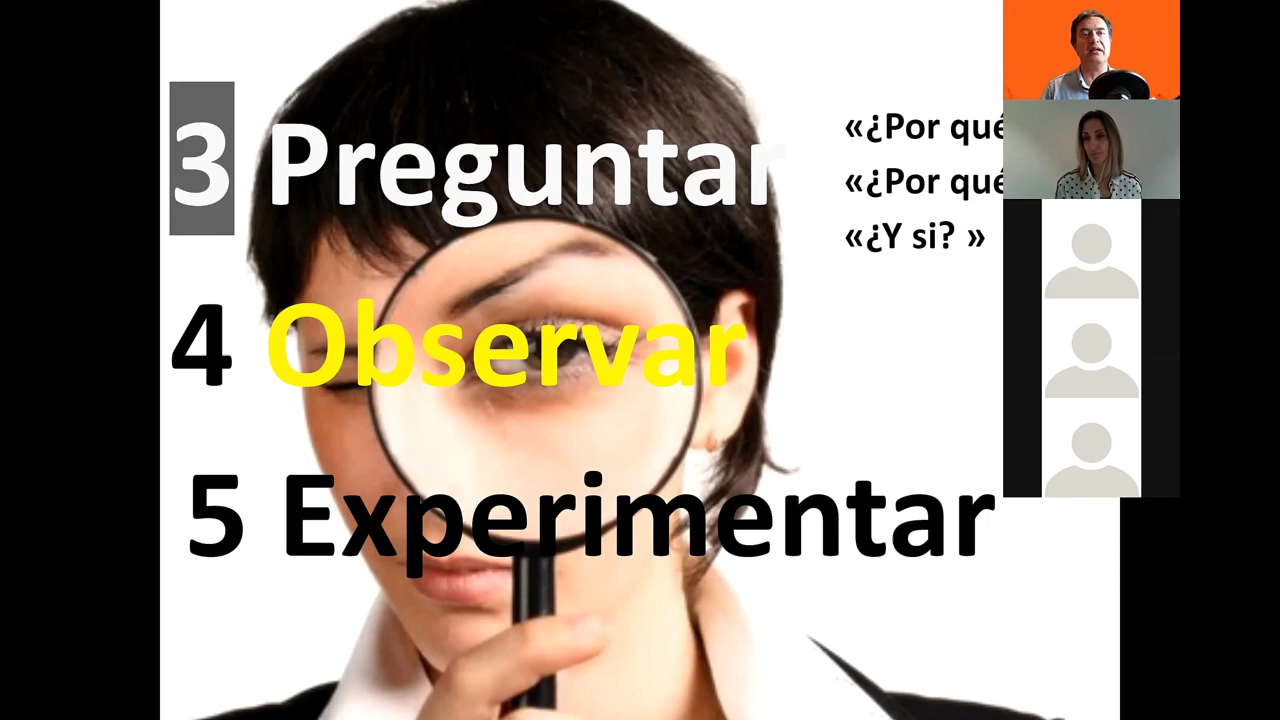 3 Preguntar
«¿Por qué
«¿Por qué
«¿Y si? »
4 Observar
5 Experimentar